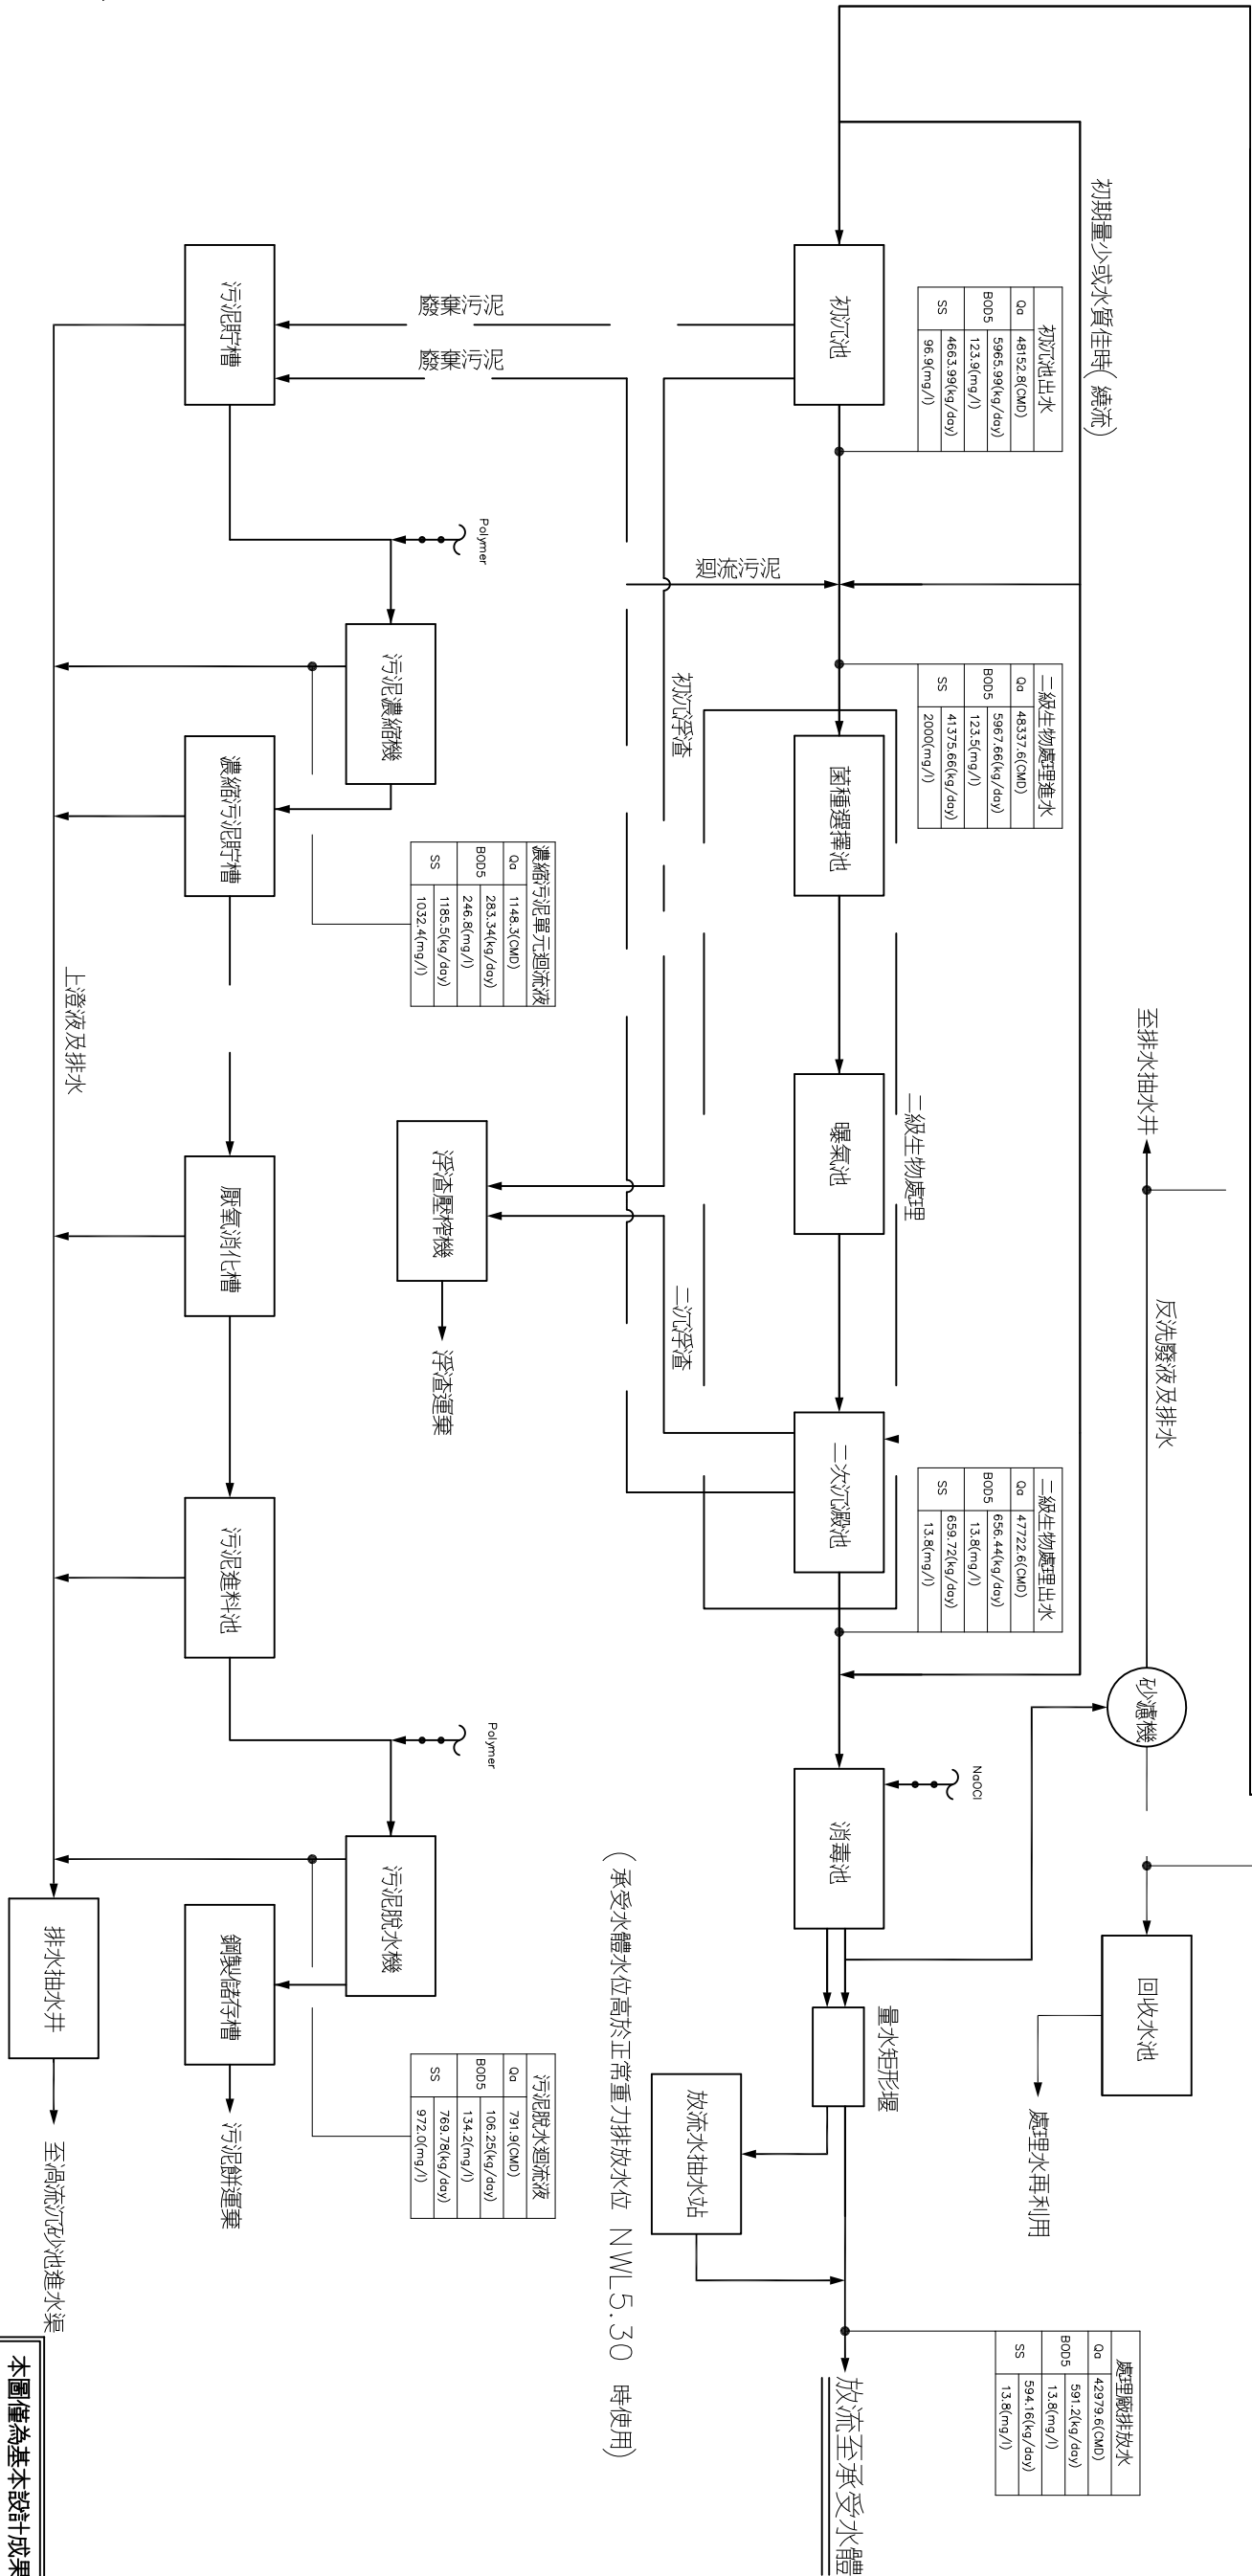 初期量少或水質佳時(繞流)
初沉池出水
Qa 48152.8(CMD)
BOD5 5965.99(kg/day)
123.9(mg/l)
SS 4663.99(kg/day)
96.9(mg/l)
初沉池
廢棄污泥
廢棄污泥
污泥貯槽
Polymer
迴流污泥
污泥濃縮機
初沉浮渣
二級生物處理進水
Qa 48337.6(CMD)
BOD5 5967.66(kg/day)
123.5(mg/l)
SS 41375.66(kg/day)
2000(mg/l)
菌種選擇池
濃縮污泥貯槽
濃縮污泥單元迴流液
Qa 1148.3(CMD)
BOD5 283.34(kg/day)
246.8(mg/l)
SS 1185.5(kg/day)
1032.4(mg/l)
上澄液及排水
至排水抽水井
二級生物處理
曝氣池
浮渣壓榨機
厭氧消化槽
二沉浮渣
浮渣運棄
反洗廢液及排水
二級生物處理出水
Qa 47722.6(CMD)
BOD5 656.44(kg/day)
13.8(mg/l)
SS 659.72(kg/day)
13.8(mg/l)
二次沉澱池
污泥進料池
砂濾機
Polymer
NaOCl
消毒池
污泥脫水機
(承受水體水位高於正常重力排放水位 NWL5.30 時使用)
排水抽水井
鋼製儲存槽
回收水池
量水矩形堰
放流水抽水站
處理水再利用
污泥脫水迴流液
Qa 791.9(CMD)
BOD5 106.25(kg/day)
134.2(mg/l)
SS 769.78(kg/day)
972.0(mg/l)
污泥餅運棄
至渦流沉砂池進水渠
處理廠排放水
Qa 42979.6(CMD)
BOD5 591.2(kg/day)
13.8(mg/l)
SS 594.16(kg/day)
13.8(mg/l)
放流至承受水體
本圖僅為基本設計成果